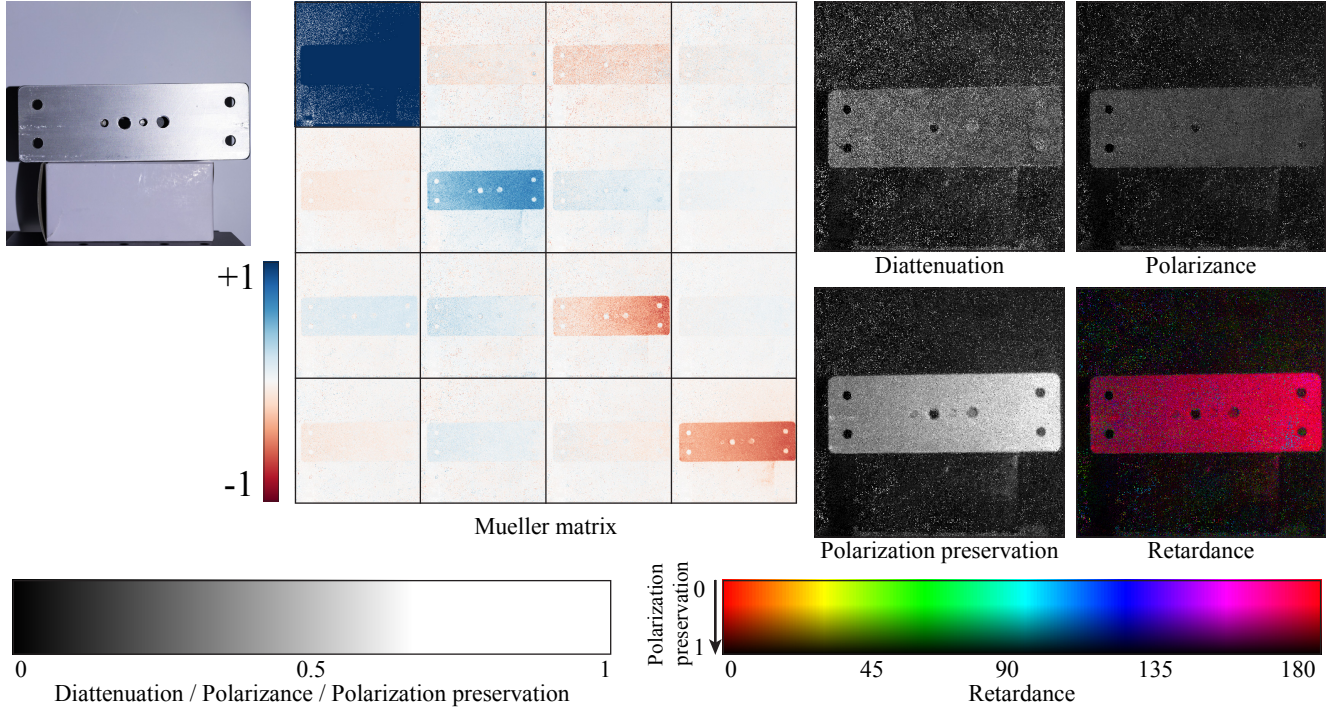 +1
-1
Mueller matrix
Diattenuation
Polarizance
Polarization preservation
Retardance
0
0.5
1
Diattenuation / Polarizance / Polarization preservation
Polarization
preservation
0
1
0
45
90
135
180
Retardance